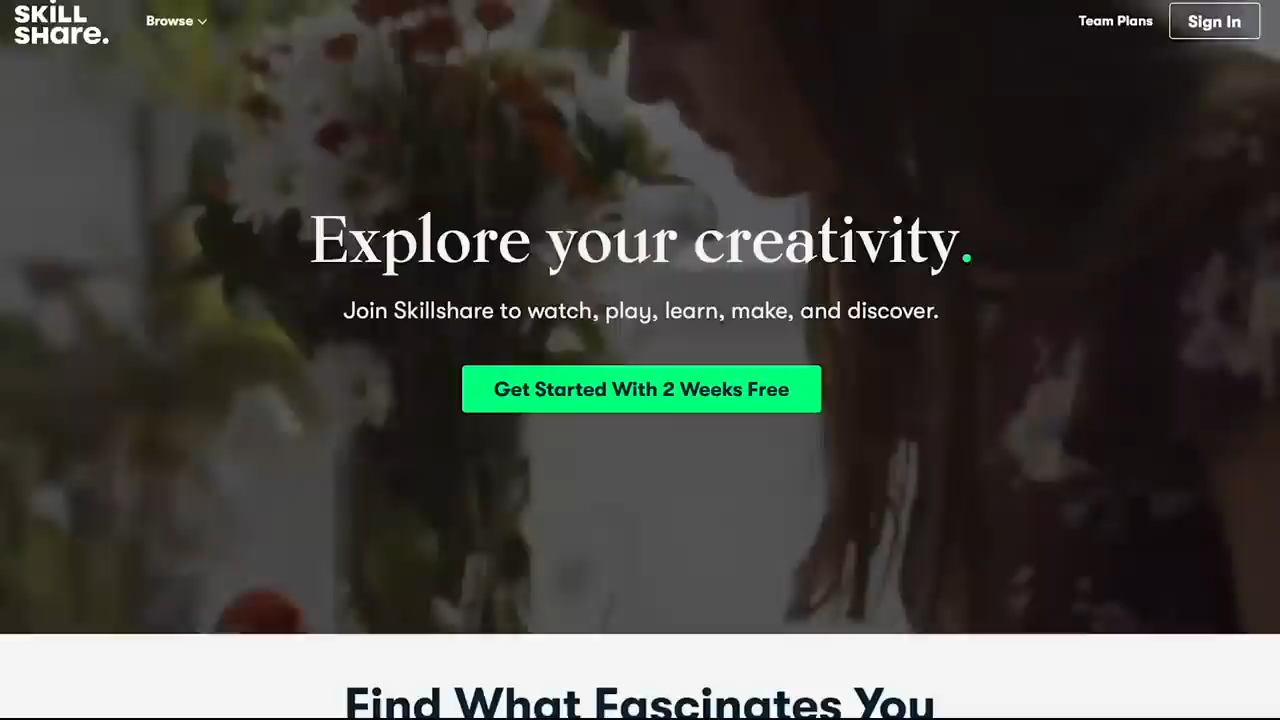 SKiLL
SHare.
Browse
Team Plans
Sign In
Explore your creativity.
Join Skillshare to watch, play, learn, make, and discover.
Get Started With 2 Weeks Free
Find What Fascinates You